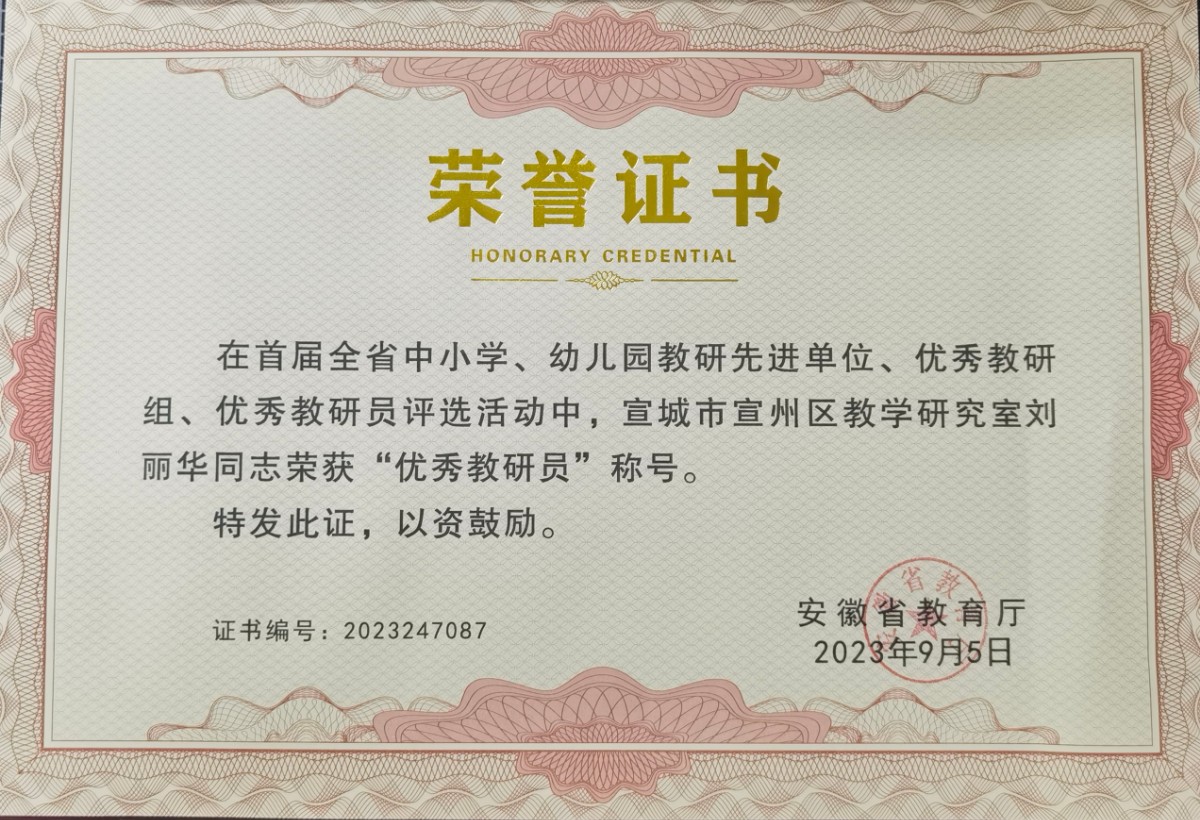 荣誉证书
HONORARY CREDENTIAL
在首届全省中小学、幼儿园教研先进单位、优秀教研
组、优秀教研员评选活动中，宣城市宣州区教学研究室刘
丽华同志荣获“优秀教研员”称号。
特发此证，以资鼓励。
证书编号：2023247087
安徽省教育厅
2023年9月5日